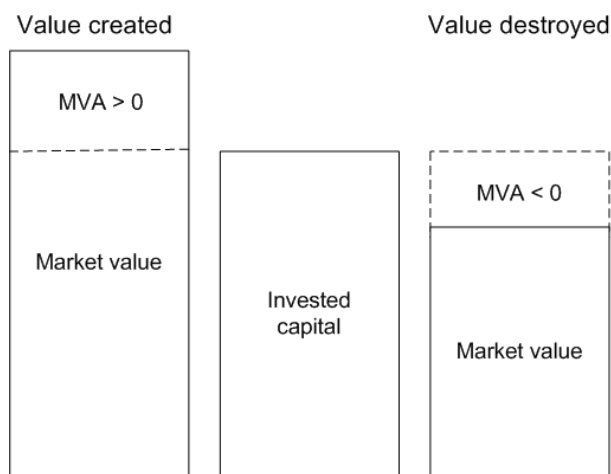 Value created
Value destroyed
MVA > 0
MVA < 0
Market value
Invested
capital
Market value